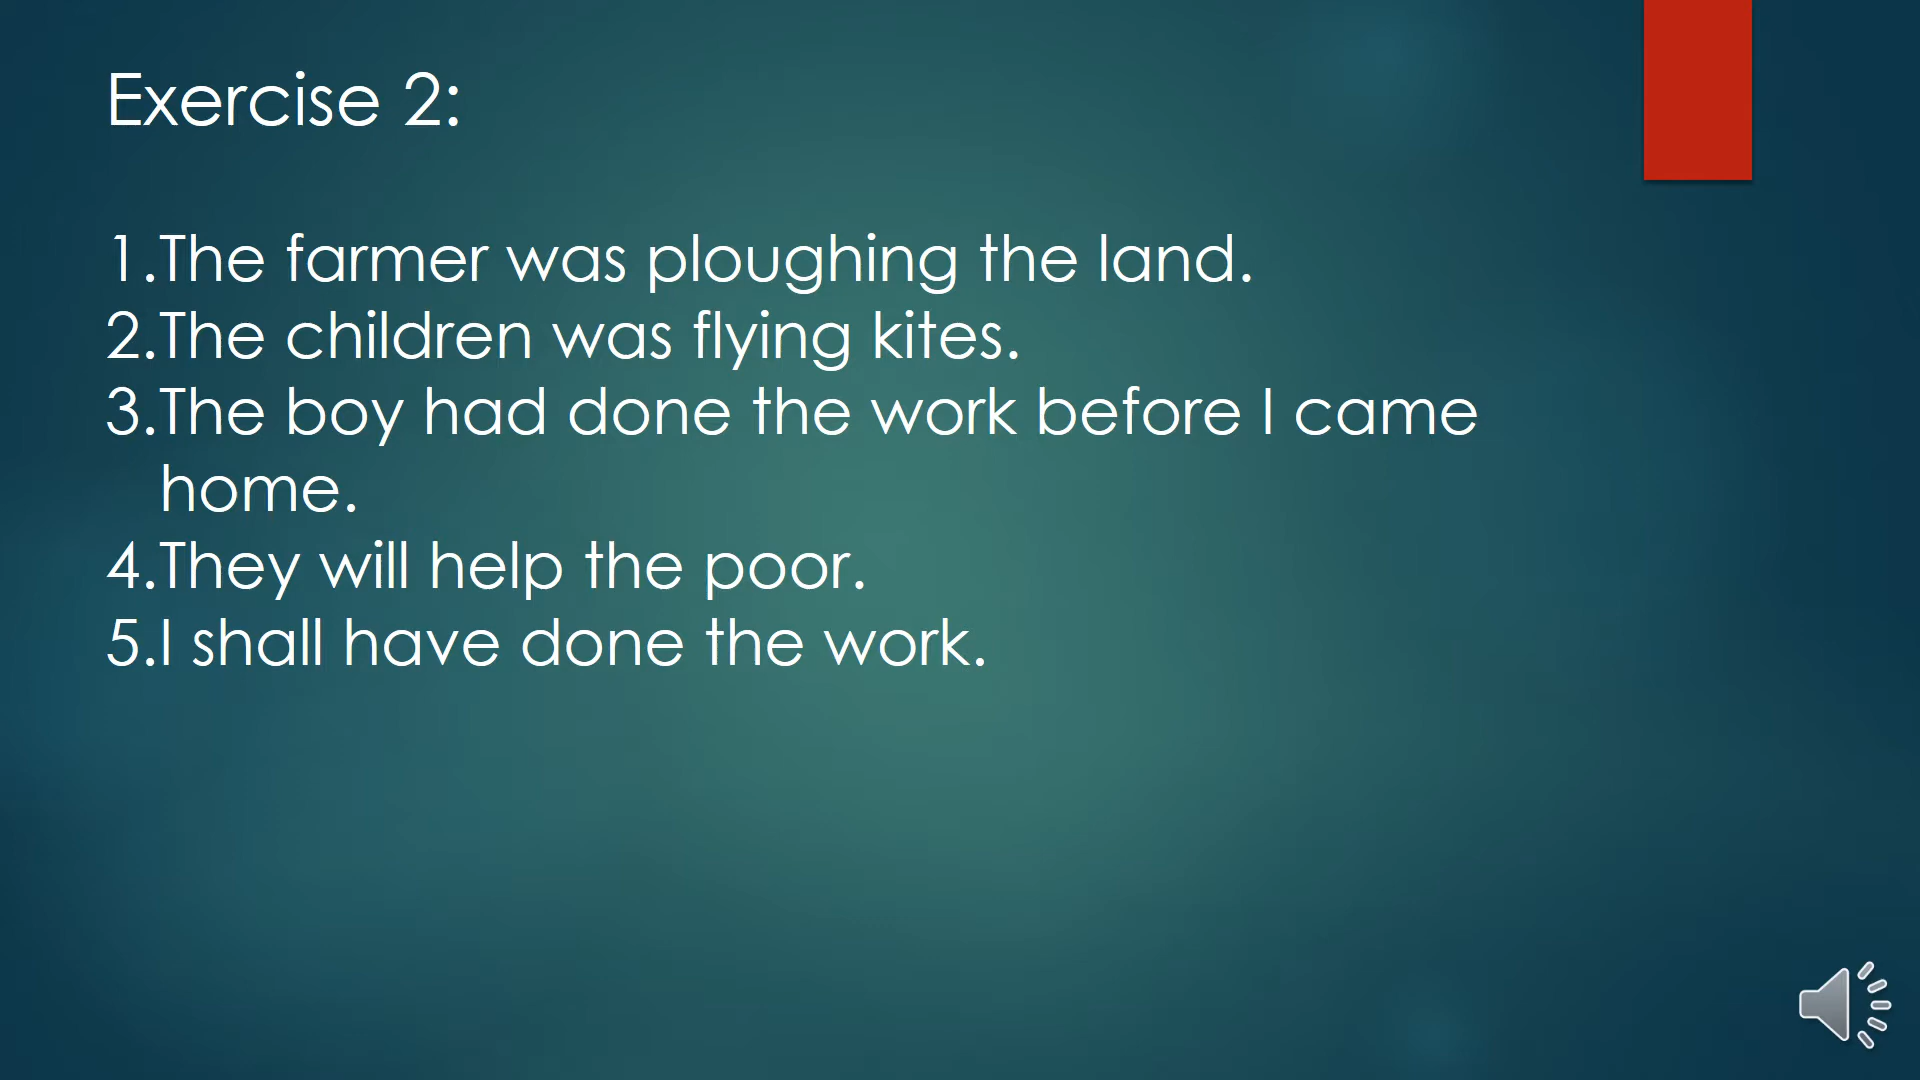 Exercise 2:
1.The farmer was ploughing the land.
2.The children was flying kites.
3.The boy had done the work before I came
home.
4.They will help the poor.
5.I shall have done the work.